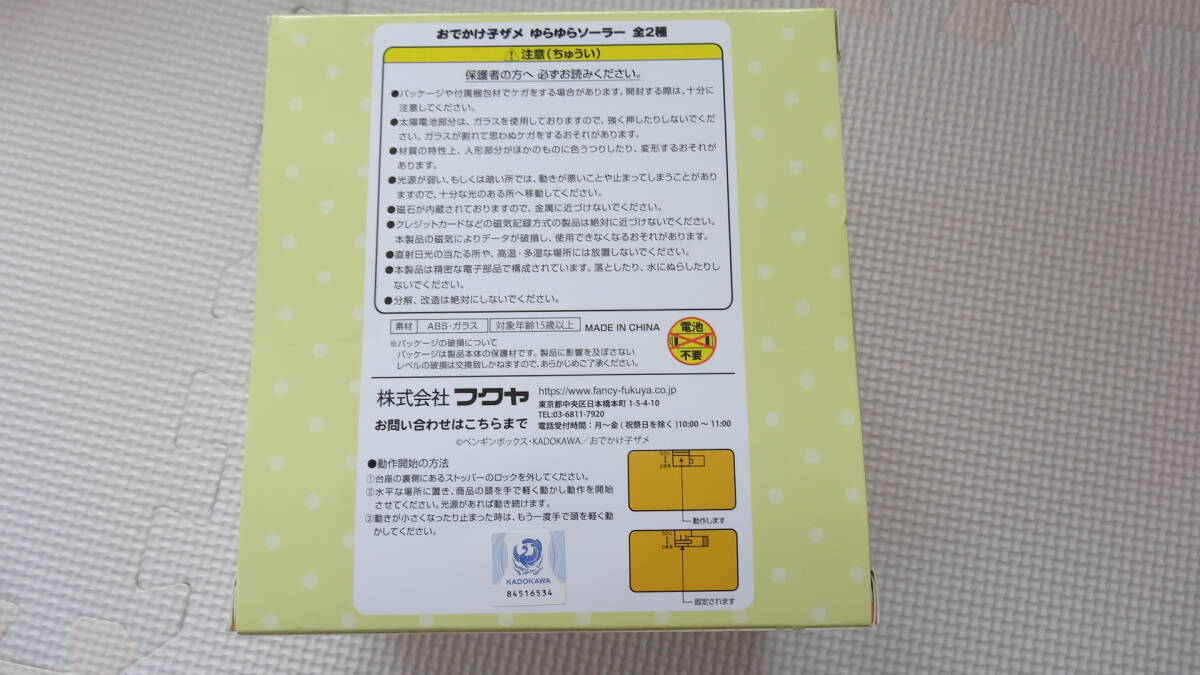 おでかけ子ザメ ゆらゆらソーラー 全2種
注意(ちゅうい)
保護者の方へ 必ずお読みください。
●パッケージや付属梱包材でケガをする場合があります。開封する際は、十分に
注意してください。
●太陽電池部分は、ガラスを使用しておりますので、強く押したりしないでくだ
さい。ガラスが割れて思わぬケガをするおそれがあります。
●材質の特性上、人形部分がほかのものに色うつりしたり、変形するおそれが
あります。
●光源が弱い、もしくは暗い所では、動きが悪いことや止まってしまうことがあり
ますので、十分な光のある所へ移動してください。
●磁石が内蔵されておりますので、金属に近づけないでください。
●クレジットカードなどの磁気記録方式の製品は絶対に近づけないでください。
本製品の磁気によりデータが破損し、使用できなくなるおそれがあります。
●直射日光の当たる所や、高温・多湿な場所には放置しないでください。
●本製品は精密な電子部品で構成されています。落としたり、水にぬらしたりし
ないでください。
●分解、改造は絶対にしないでください。
素材 ABS・ガラス 対象年齢15歳以上 MADE IN CHINA
電池
不要
※パッケージの破損について
パッケージは製品本体の保護材です。製品に影響を及ぼさない
レベルの破損は交換致しかねますので、あらかじめご了承ください。
株式会社 フクヤ
お問い合わせはこちらまで
https://www.fancy-fukuya.co.jp
東京都中央区日本橋本町 1-5-4-10
TEL:03-6811-7920
電話受付時間：月〜金(祝祭日を除く)10:00 〜 11:00
©ペンギンボックス・KADOKAWA／おでかけ子ザメ
●動作開始の方法
①台座の裏側にあるストッパーのロックを外してください。
②水平な場所に置き、商品の頭を手で軽く動かし動作を開始
させてください。光源があれば動き続けます。
③動きが小さくなったり止まった時は、もう一度手で頭を軽く動
かしてください。
動作します
固定されます
KADOKAWA
84516534